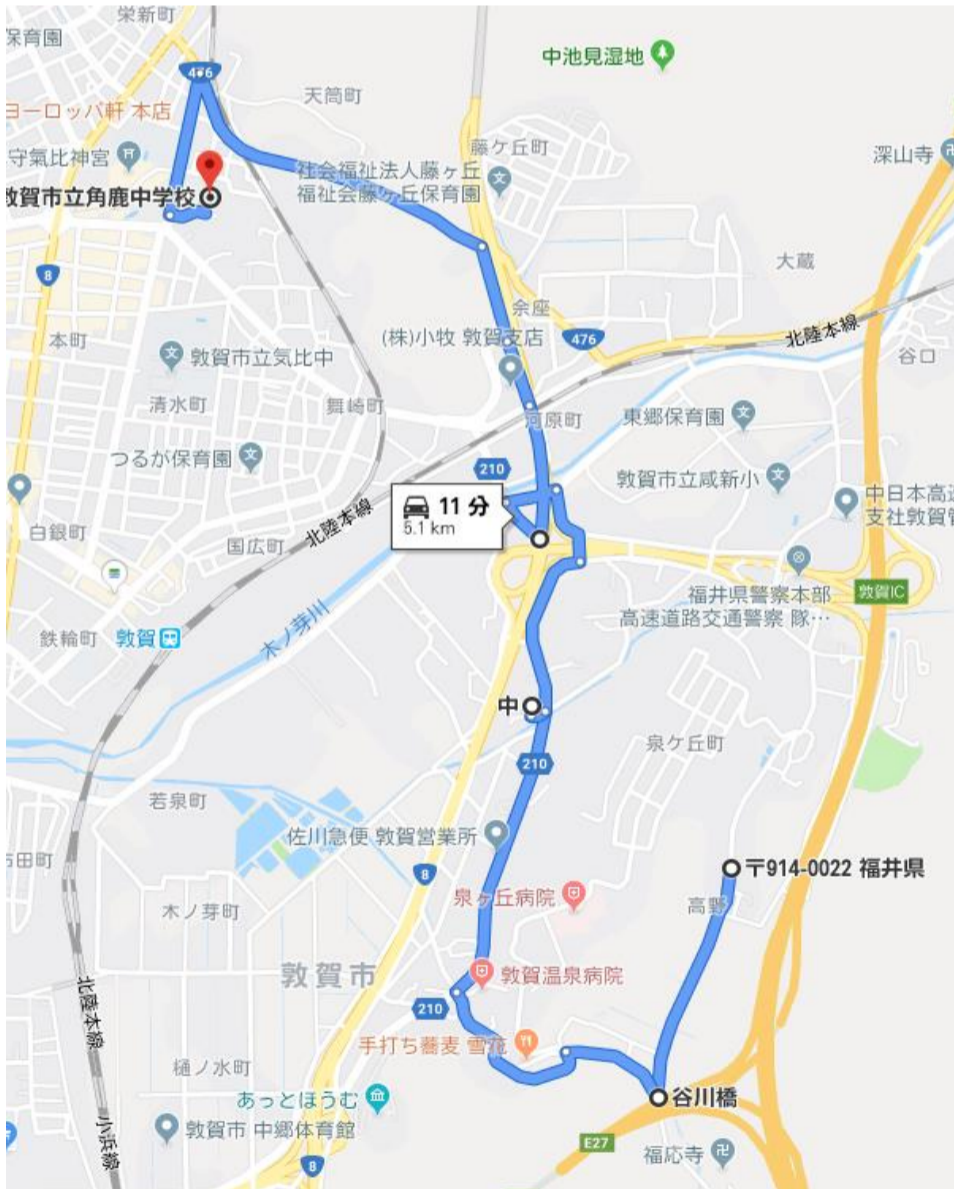 栄新町
保育園
476
中池見湿地
天筒町
ヨーロッパ軒 本店
藤ケ丘町
守氣比神宮
社会福祉法人藤ヶ丘
福祉会藤ヶ丘保育園
深山寺
敦賀市立角鹿中学校
8
大蔵
余座
本町
(株)小牧 敦賀支店
476
北陸本線
敦賀市立気比中
谷口
清水町
舞崎町
河原町
東郷保育園
つるが保育園
210
敦賀市立咸新小
11 分
5.1 km
中日本高速
支社敦賀管
白銀町
北陸本線
国広町
福井県警察本部
高速道路交通警察 隊…
敦賀IC
鉄輪町
敦賀
木ノ芽川
中
泉ケ丘町
210
若泉町
佐川急便 敦賀営業所
8
〒914-0022 福井県
泉ヶ丘病院
高野
木ノ芽町
敦賀市
敦賀温泉病院
北陸本線
210
手打ち蕎麦 雪花
樋ノ水町
あっとほうむ
谷川橋
小浜線
敦賀市 中郷体育館
E27
福応寺
8